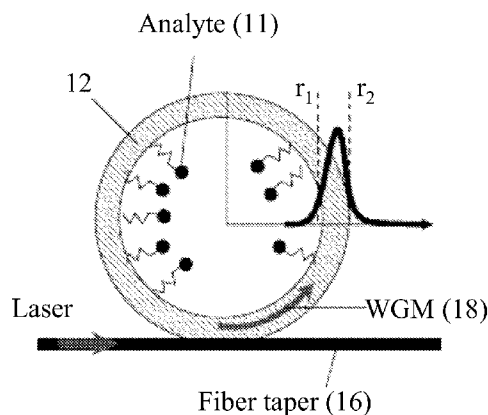 Analyte (11)
12
r1 r2
Laser
WGM (18)
Fiber taper (16)